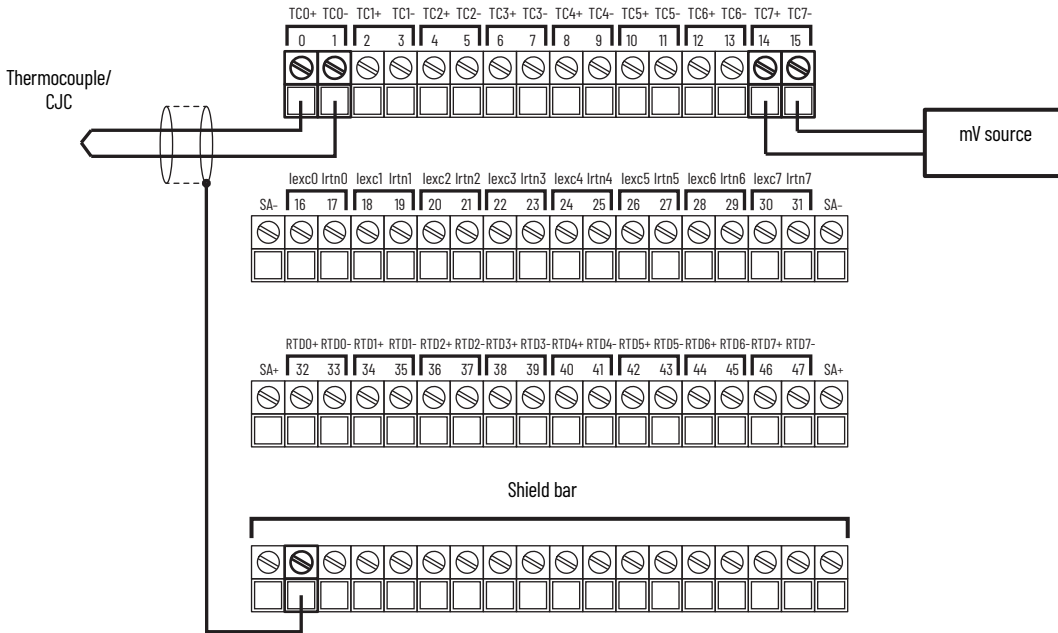 TC0+ TC0- TC1+ TC1- TC2+ TC2- TC3+ TC3- TC4+ TC4- TC5+ TC5- TC6+ TC6- TC7+ TC7-
0 1 2 3 4 5 6 7 8 9 10 11 12 13 14 15
Thermocouple/
CJC
mV source
Iexc0 Irtn0 Iexc1 Irtn1 Iexc2 Irtn2 Iexc3 Irtn3 Iexc4 Irtn4 Iexc5 Irtn5 Iexc6 Irtn6 Iexc7 Irtn7
SA- 16 17 18 19 20 21 22 23 24 25 26 27 28 29 30 31 SA-
RTD0+ RTD0- RTD1+ RTD1- RTD2+ RTD2- RTD3+ RTD3- RTD4+ RTD4- RTD5+ RTD5- RTD6+ RTD6- RTD7+ RTD7-
SA+ 32 33 34 35 36 37 38 39 40 41 42 43 44 45 46 47 SA+
Shield bar